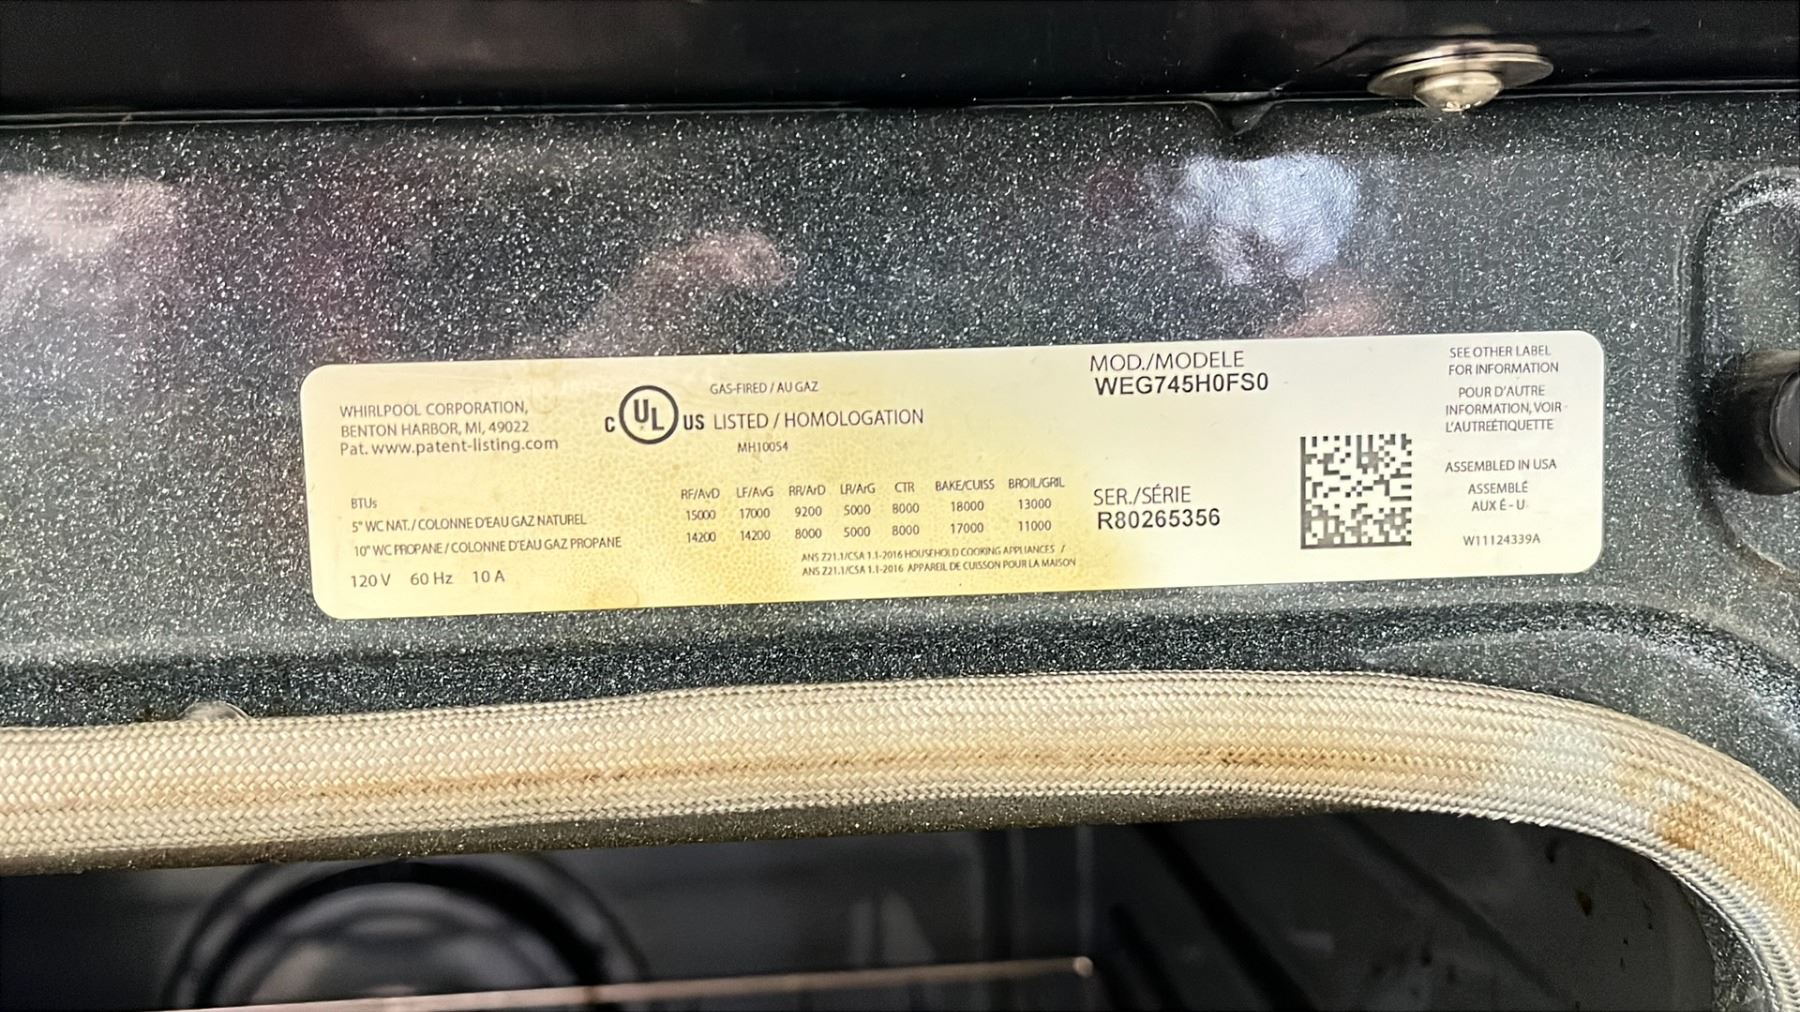 WHIRLPOOL CORPORATION,
BENTON HARBOR, MI, 49022
Pat. www.patent-listing.com
GAS-FIRED / AU GAZ
C UL US LISTED / HOMOLOGATION
MH10054
MOD./MODELE
WEG745H0FS0
SEE OTHER LABEL
FOR INFORMATION
POUR D'AUTRE
INFORMATION, VOIR
L'AUTREÉTIQUETTE
BTUs
RF/AvD LF/AvG RR/ArD LR/ArG CTR BAKE/CUISS BROIL/GRIL
5" WC NAT. / COLONNE D'EAU GAZ NATUREL 15000 17000 9200 5000 8000 18000 13000
10" WC PROPANE / COLONNE D'EAU GAZ PROPANE 14200 14200 8000 5000 8000 17000 11000
120 V 60 Hz 10 A
ANS Z21.1/CSA 1.1-2016 HOUSEHOLD COOKING APPLIANCES /
ANS Z21.1/CSA 1.1-2016 APPAREIL DE CUISSON POUR LA MAISON
SER./SÉRIE
R80265356
ASSEMBLED IN USA
ASSEMBLÉ
AUX É - U
W11124339A